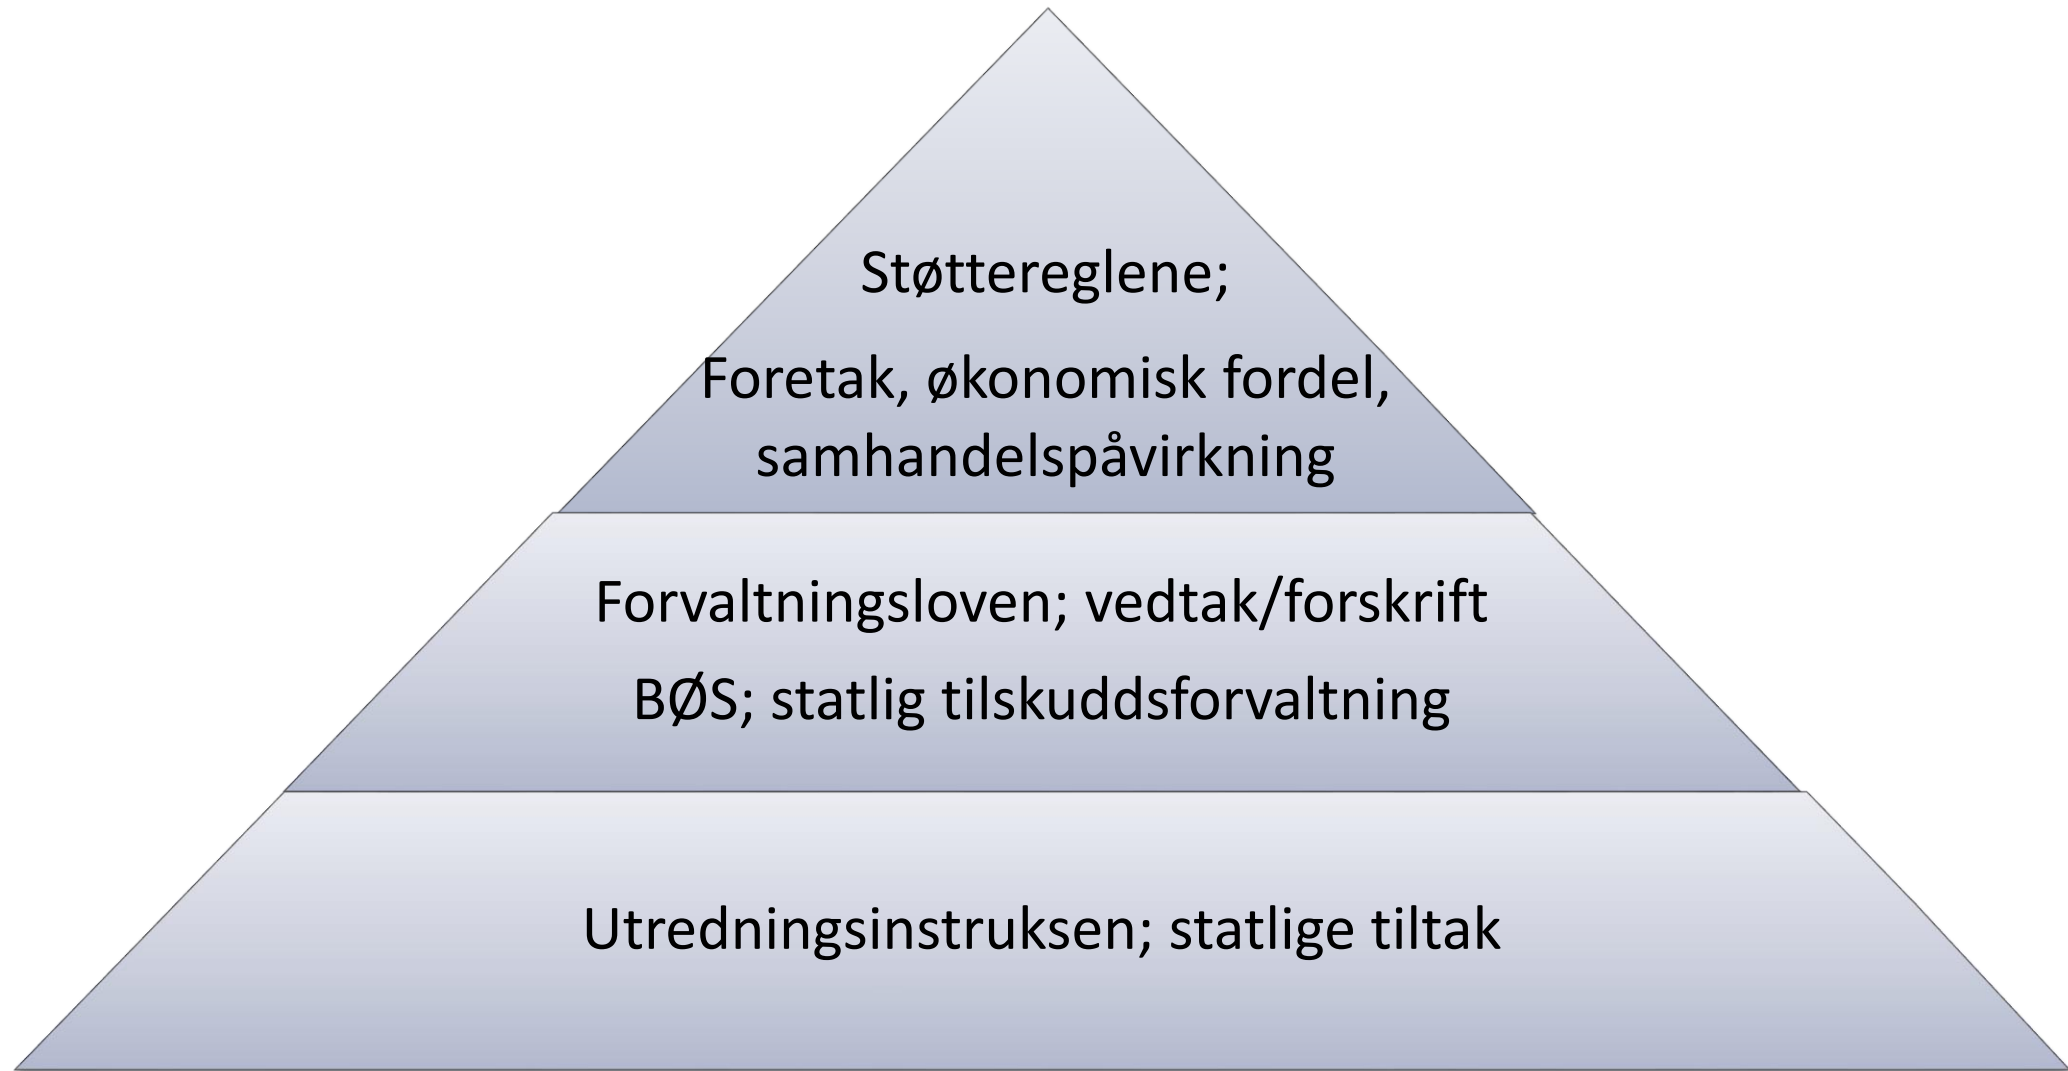 Støttereglene;
Foretak, økonomisk fordel,
samhandelspåvirkning
Forvaltningsloven; vedtak/forskrift
BØS; statlig tilskuddsforvaltning
Utredningsinstruksen; statlige tiltak